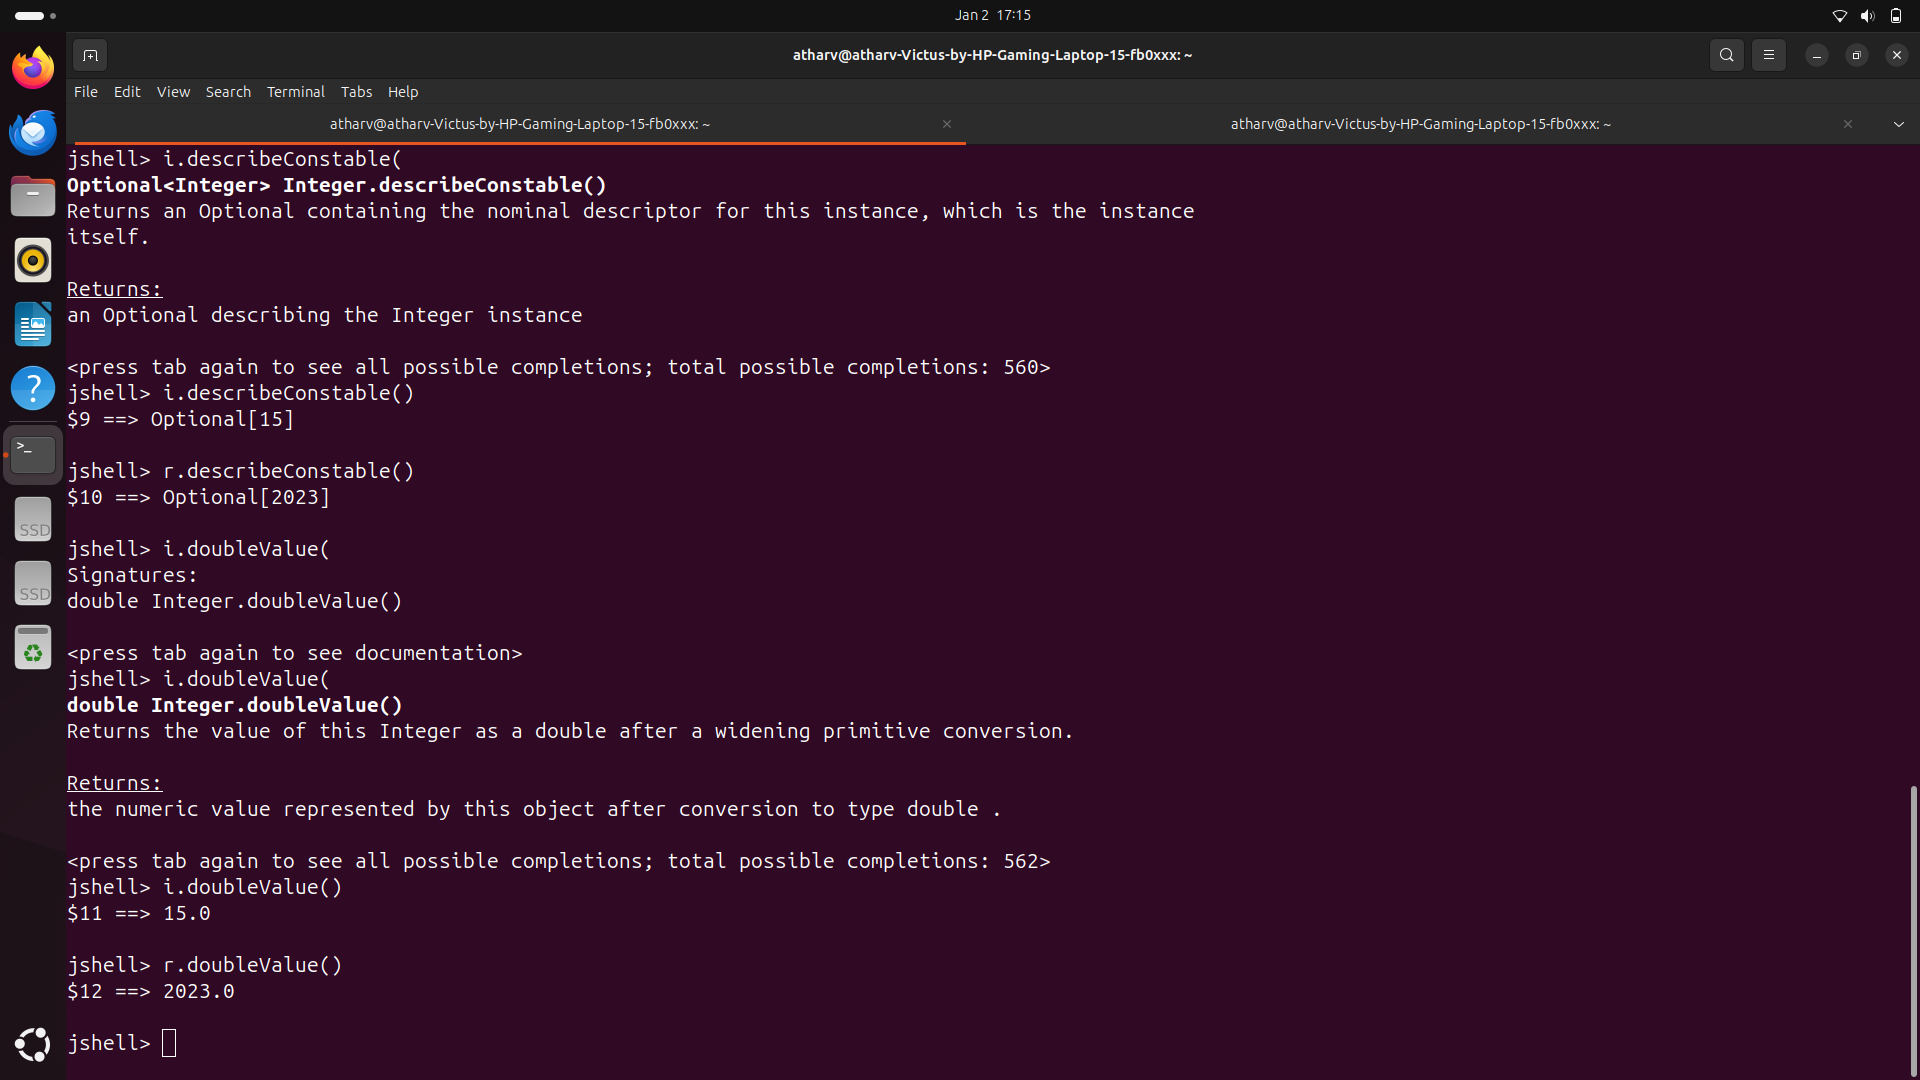 Jan 2 17:15
atharv@atharv-Victus-by-HP-Gaming-Laptop-15-fb0xxx: ~
File Edit View Search Terminal Tabs Help
atharv@atharv-Victus-by-HP-Gaming-Laptop-15-fb0xxx: ~ atharv@atharv-Victus-by-HP-Gaming-Laptop-15-fb0xxx: ~
jshell> i.describeConstable(
Optional<Integer> Integer.describeConstable()
Returns an Optional containing the nominal descriptor for this instance, which is the instance
itself.
Returns:
an Optional describing the Integer instance
<press tab again to see all possible completions; total possible completions: 560>
jshell> i.describeConstable()
$9 ==> Optional[15]
jshell> r.describeConstable()
$10 ==> Optional[2023]
jshell> i.doubleValue(
Signatures:
double Integer.doubleValue()
<press tab again to see documentation>
jshell> i.doubleValue(
double Integer.doubleValue()
Returns the value of this Integer as a double after a widening primitive conversion.
Returns:
the numeric value represented by this object after conversion to type double .
<press tab again to see all possible completions; total possible completions: 562>
jshell> i.doubleValue()
$11 ==> 15.0
jshell> r.doubleValue()
$12 ==> 2023.0
jshell>
?
>_
SSD
SSD